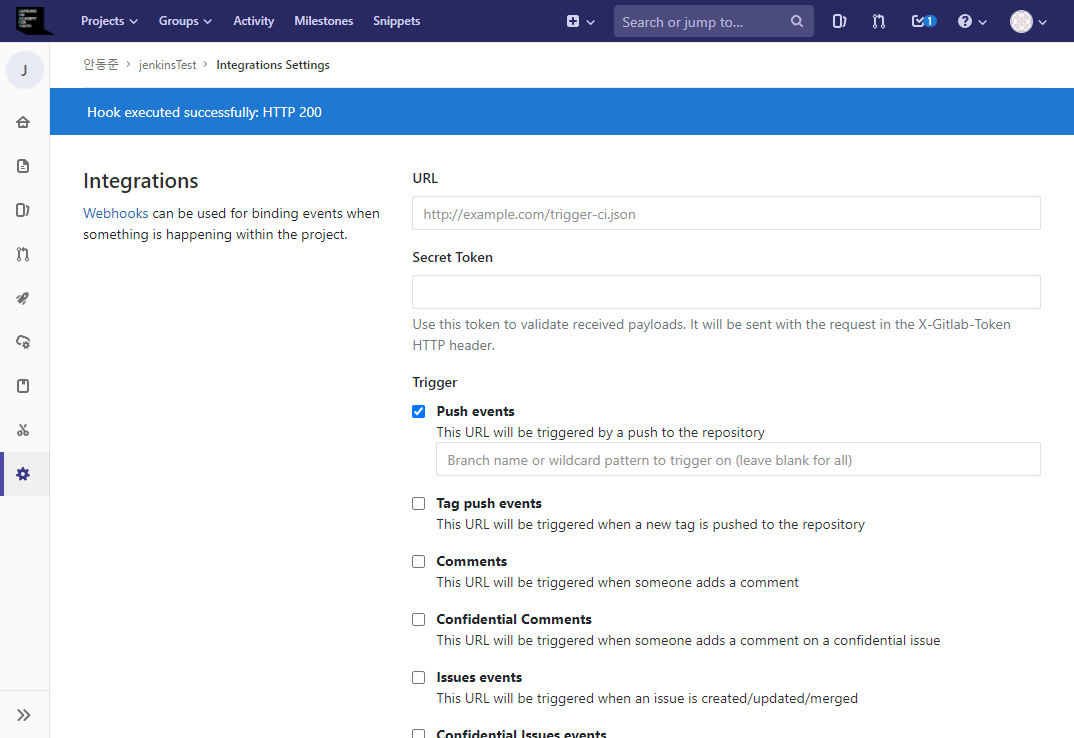 Projects Groups Activity Milestones Snippets Search or jump to... 1
J
안동준 > jenkinsTest > Integrations Settings
Hook executed successfully: HTTP 200
Integrations
Webhooks can be used for binding events when
something is happening within the project.
URL
http://example.com/trigger-ci.json
Secret Token
Use this token to validate received payloads. It will be sent with the request in the X-Gitlab-Token
HTTP header.
Trigger
Push events
This URL will be triggered by a push to the repository
Branch name or wildcard pattern to trigger on (leave blank for all)
Tag push events
This URL will be triggered when a new tag is pushed to the repository
Comments
This URL will be triggered when someone adds a comment
Confidential Comments
This URL will be triggered when someone adds a comment on a confidential issue
Issues events
This URL will be triggered when an issue is created/updated/merged
Confidential Issues events